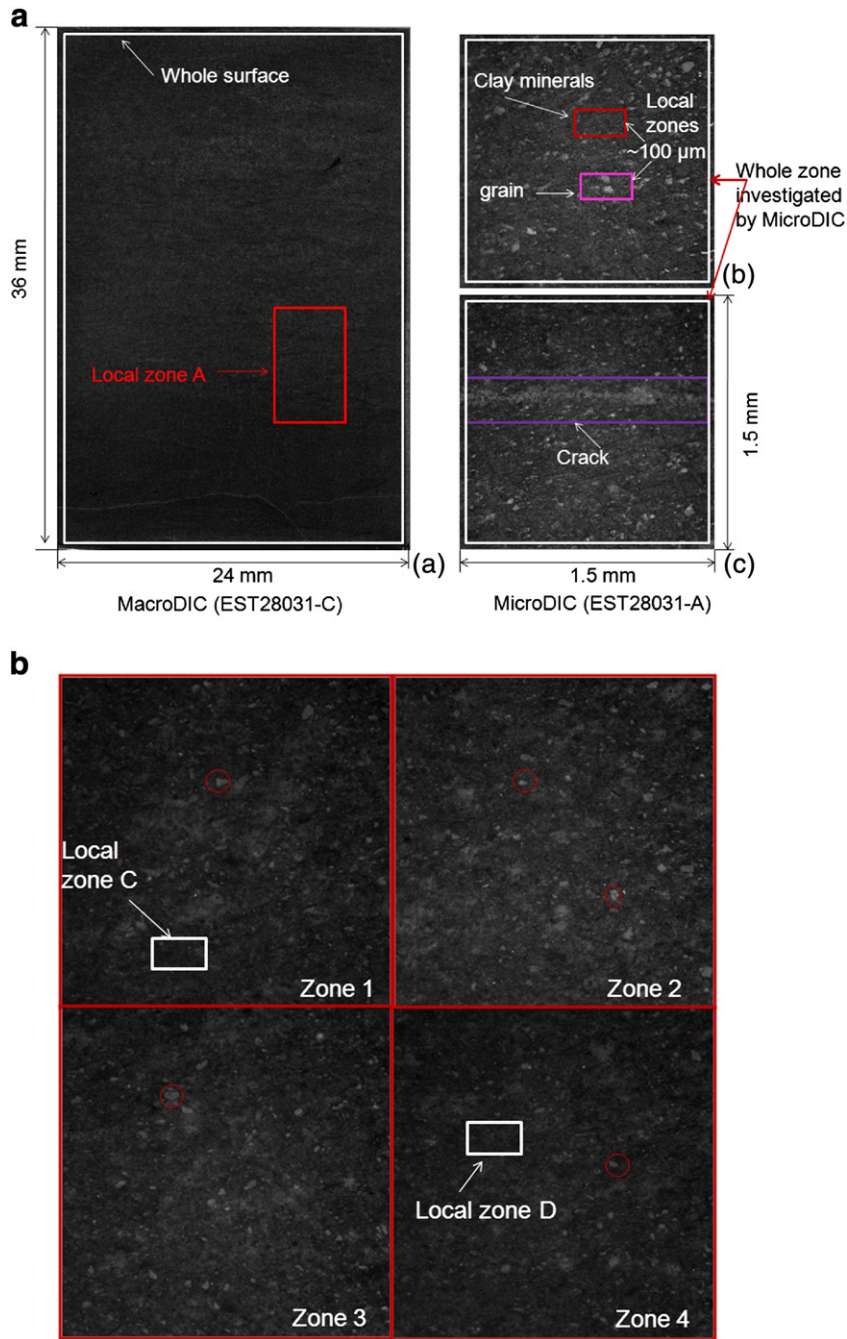 a
Whole surface
Local zone A
36 mm
24 mm
(a)
MacroDIC (EST28031-C)
Clay minerals
Local
zones
~100 µm
grain
(b)
Whole zone
investigated
by MicroDIC
Crack
1.5 mm
1.5 mm
(c)
MicroDIC (EST28031-A)
b
Local
zone C
Zone 1
Zone 2
Zone 3
Local zone D
Zone 4